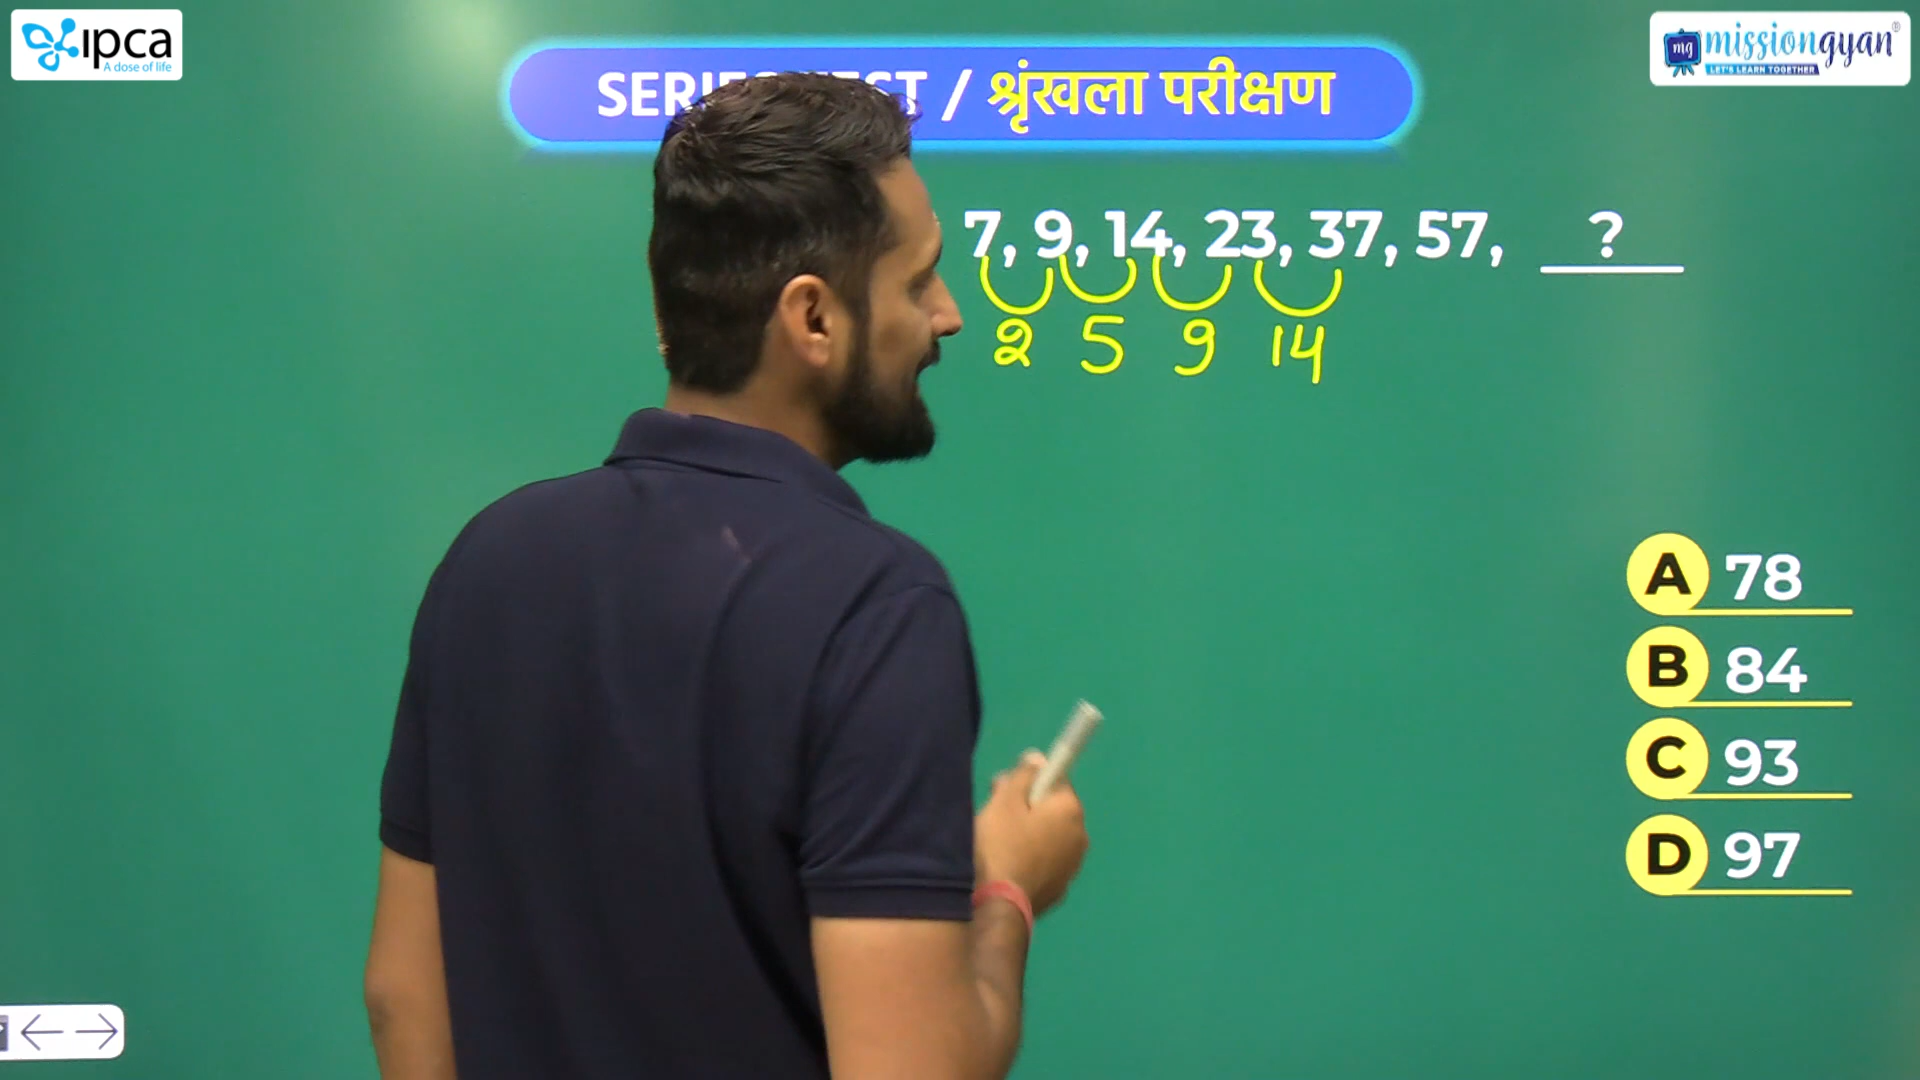 ipca
A dose of life
mg missiongyan®
LET'S LEARN TOGETHER
/ श्रृंखला परीक्षण
7, 9, 14, 23, 37, 57, ?
2 5 9 14
A 78
B 84
C 93
D 97